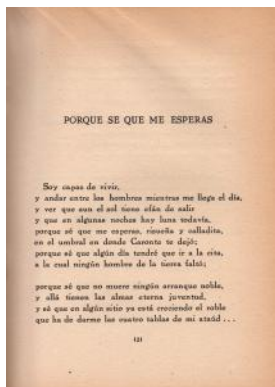 PORQUE SE QUE ME ESPERAS
Soy capaz de vivir,
y andar entre los hombres mientras me llega el día,
y ver que aun el sol tiene afán de salir
y que en algunas noches hay luna todavía,
porque sé que me esperas, risueña y calladita,
en el umbral en donde Caronte te dejó;
porque sé que algún día tendré que ir a la cita,
a la cual ningún hombre de la tierra faltó;
porque sé que no muere ningún arranque noble,
y allá tienen las almas eterna juventud,
y sé que en algún sitio ya está creciendo el roble
que ha de darme las cuatro tablas de mi ataúd ...